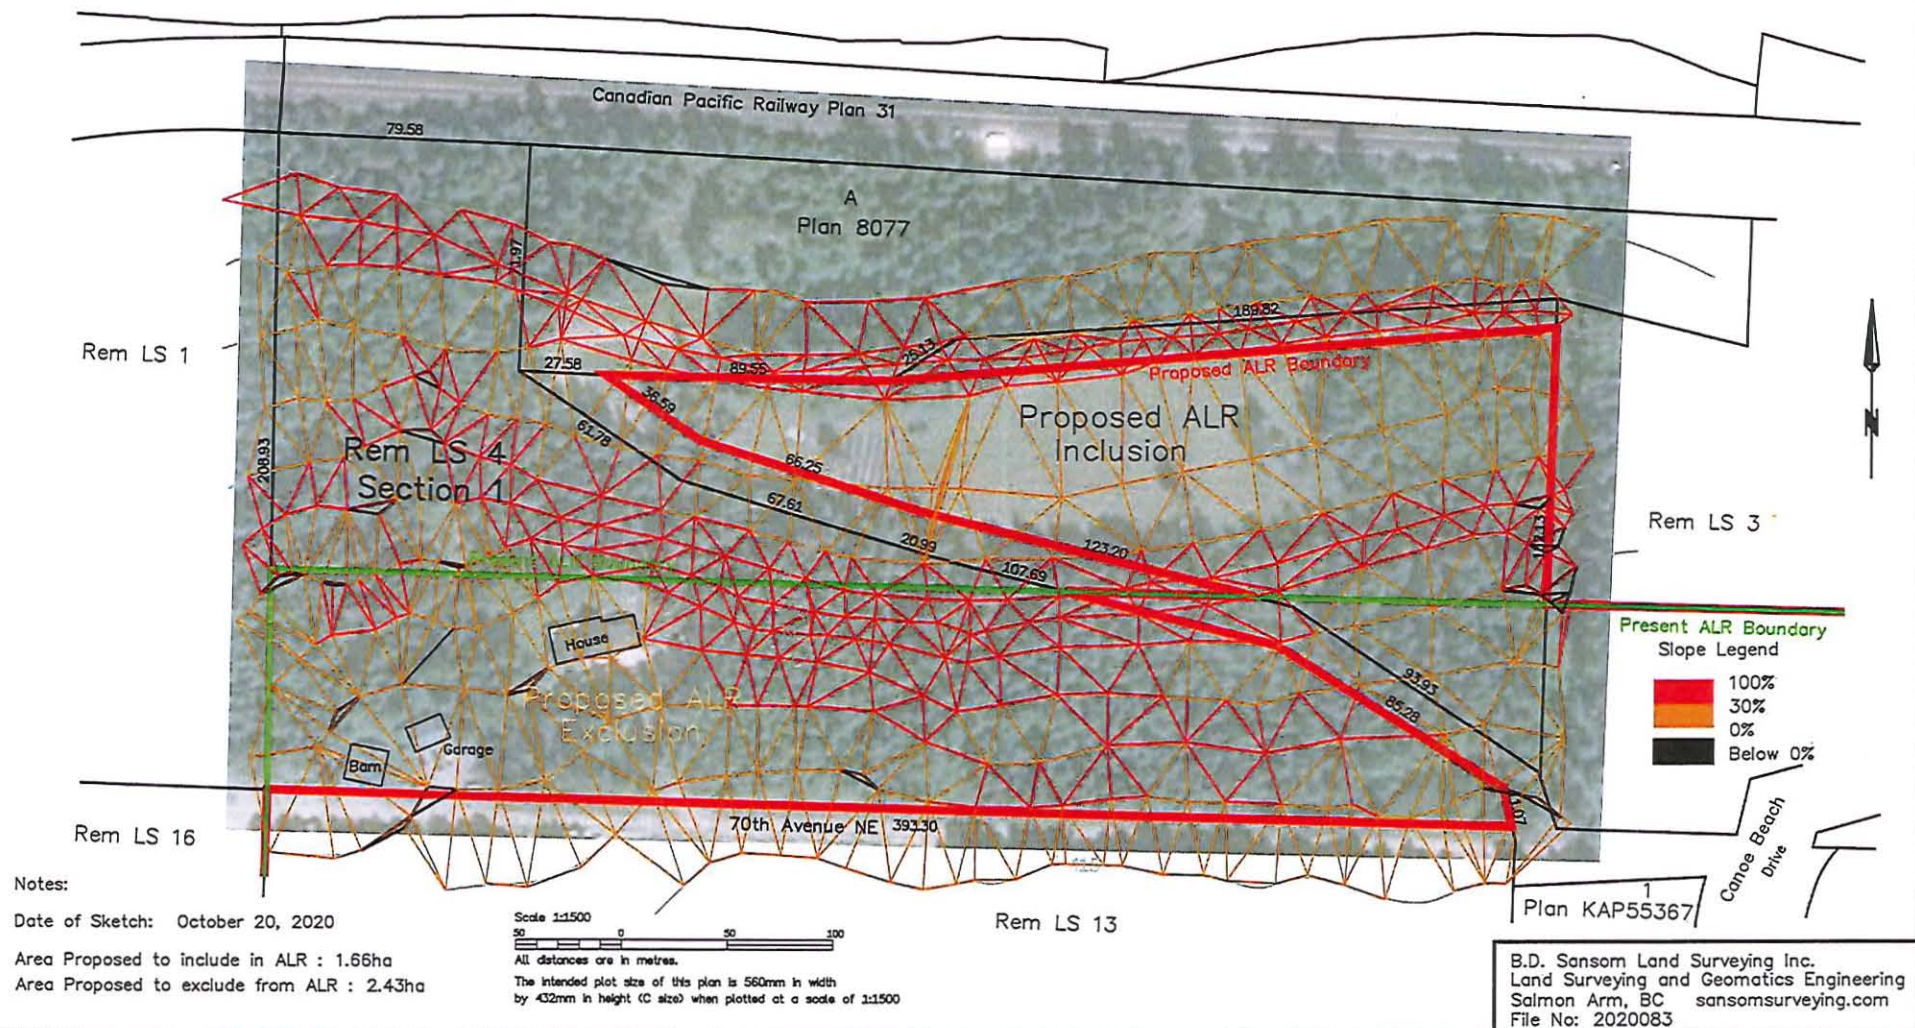 Canadian Pacific Railway Plan 31
79.58
A
Plan 8077
71.97
189.82
25.13
Rem LS 1
27.58
89.55
Proposed ALR Boundary
36.59
61.78
Proposed ALR
Inclusion
Rem LS 4
Section 1
208.93
66.25
67.61
20.99
123.20
107.69
N
Rem LS 3
Present ALR Boundary
House
Proposed ALR
Exclusion
Garage
Barn
93.93
85.28
Slope Legend
100%
30%
0%
Below 0%
70th Avenue NE 393.30
Rem LS 16
Canoe Beach
Drive
1
Plan KAP55367
Rem LS 13
Notes:
Date of Sketch: October 20, 2020
Area Proposed to include in ALR : 1.66ha
Area Proposed to exclude from ALR : 2.43ha
Scale 1:1500
50 0 50 100
All distances are in metres.
The intended plot size of this plan is 560mm in width
by 432mm in height (C size) when plotted at a scale of 1:1500
B.D. Sansom Land Surveying Inc.
Land Surveying and Geomatics Engineering
Salmon Arm, BC sansomsurveying.com
File No: 2020083